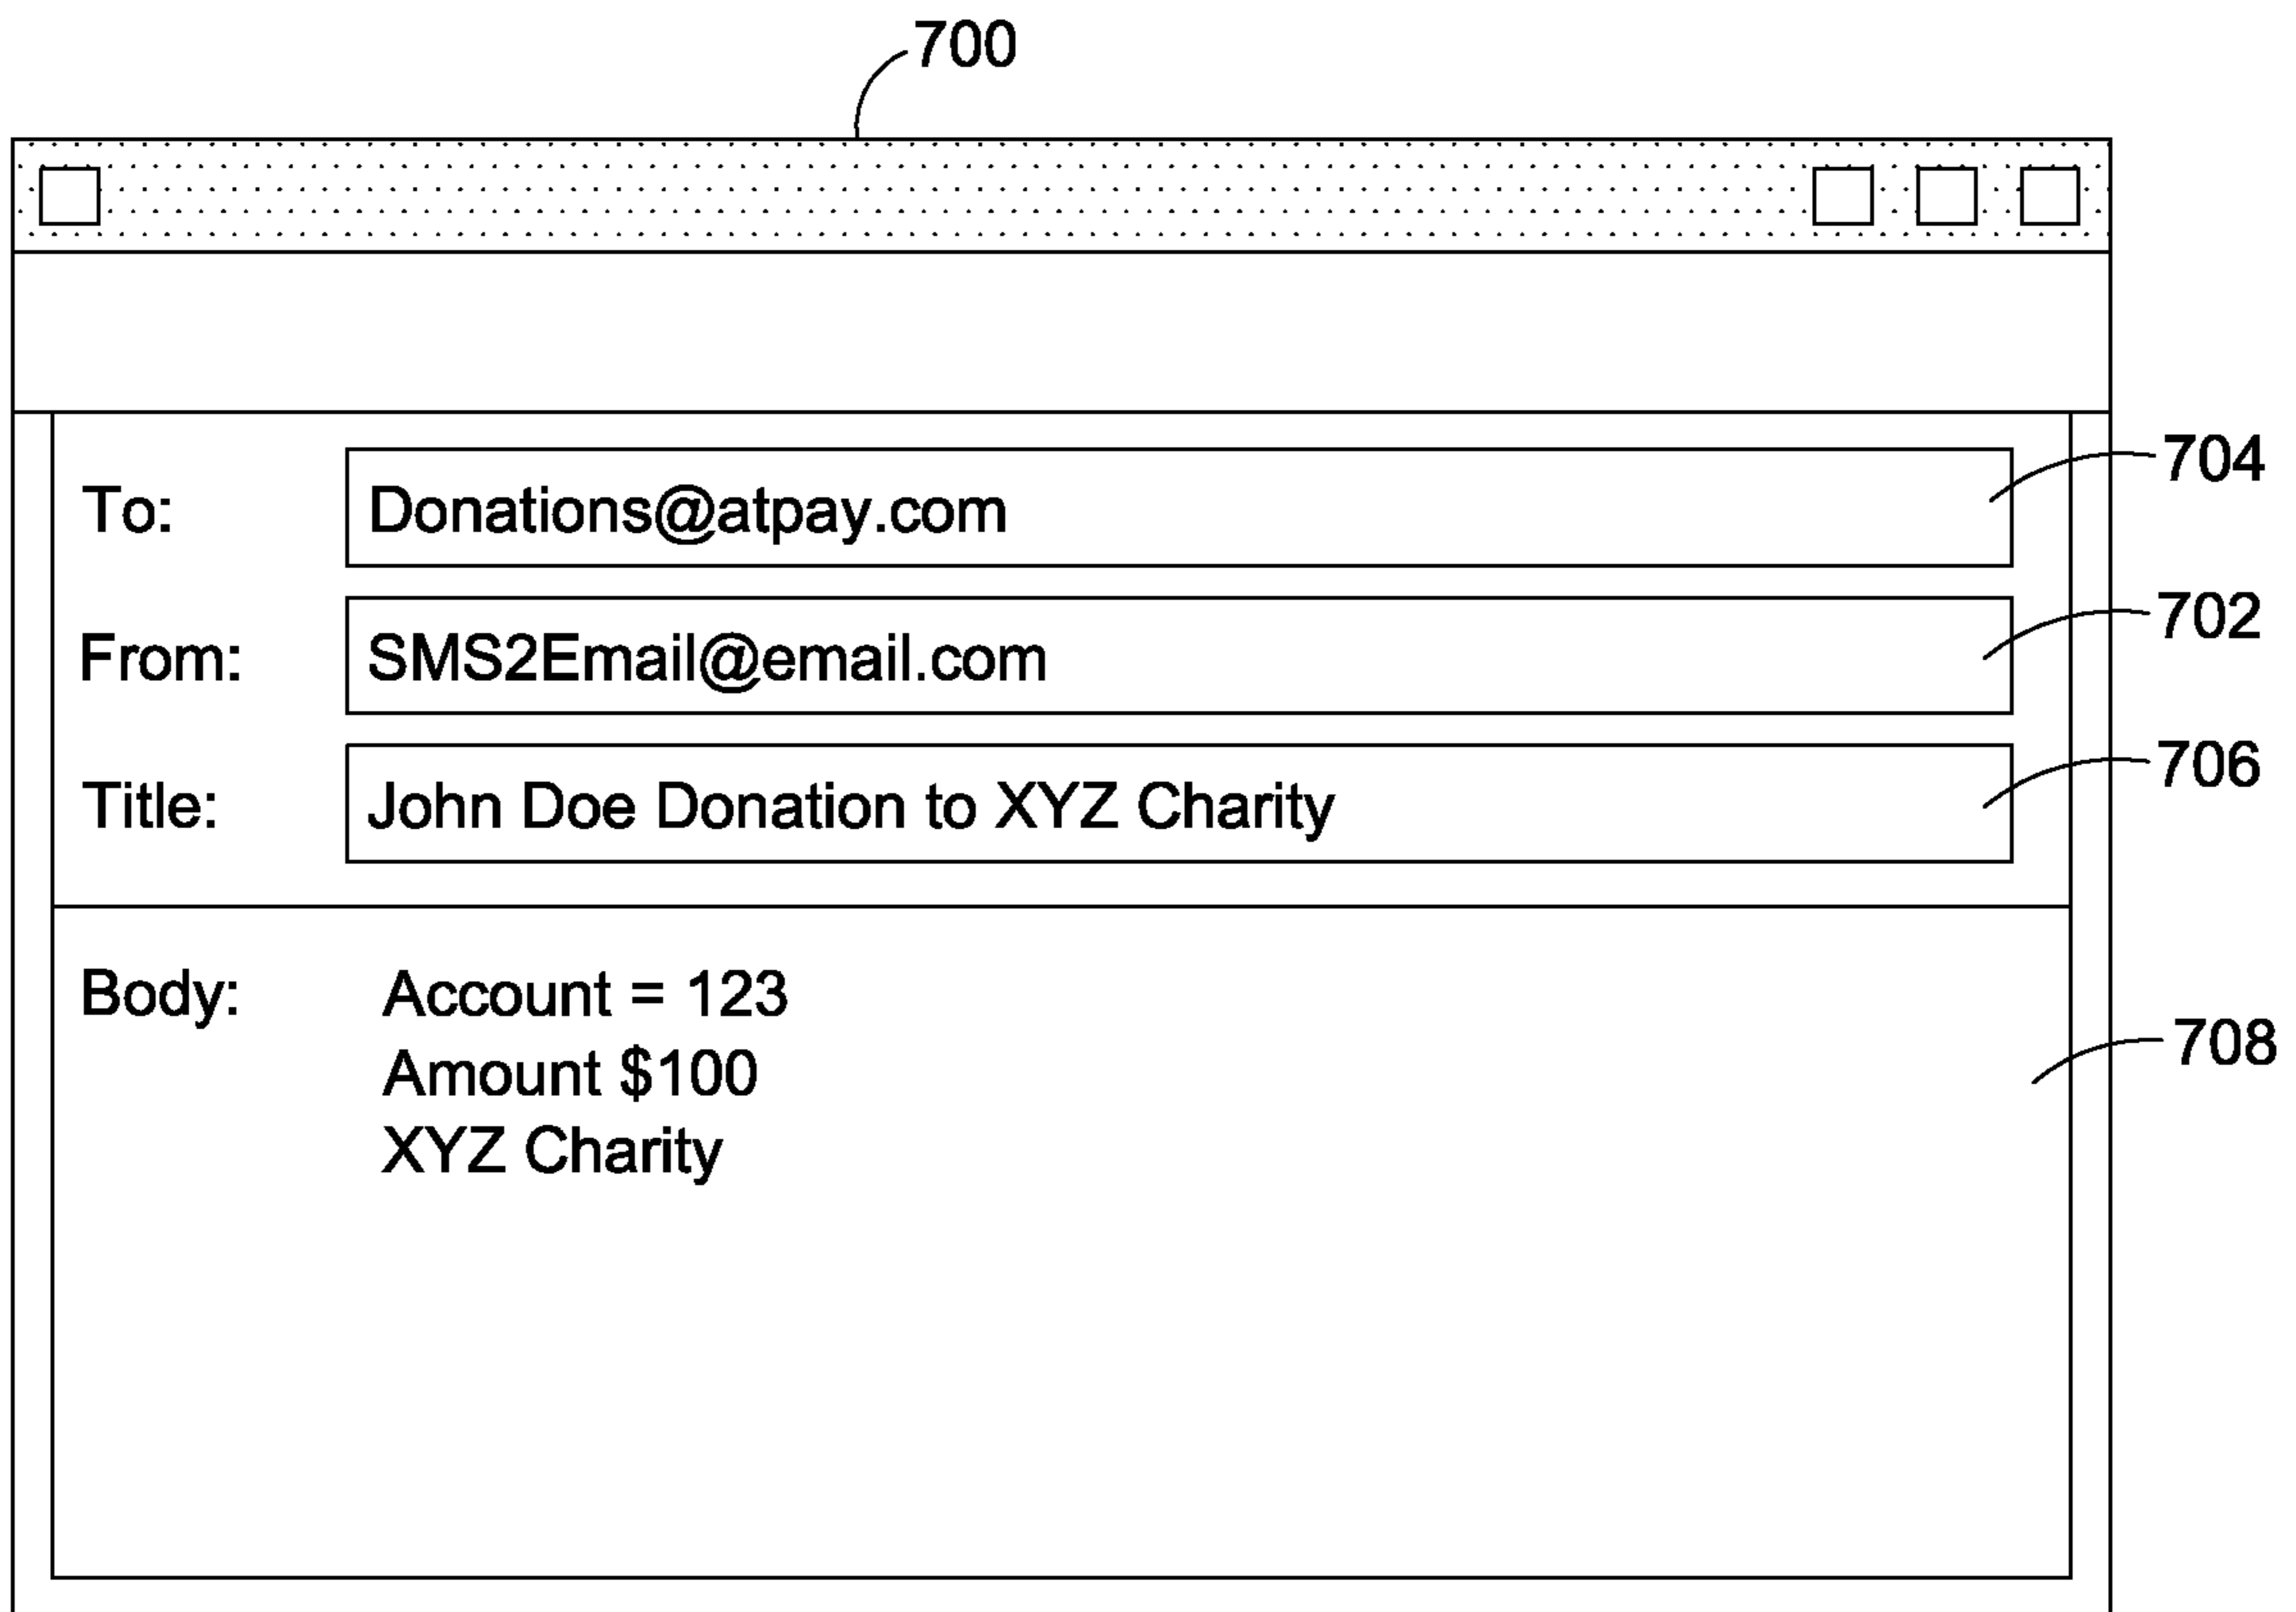 700
To: Donations@atpay.com 704
From: SMS2Email@email.com 702
Title: John Doe Donation to XYZ Charity 706
Body: Account = 123
Amount $100
XYZ Charity
708